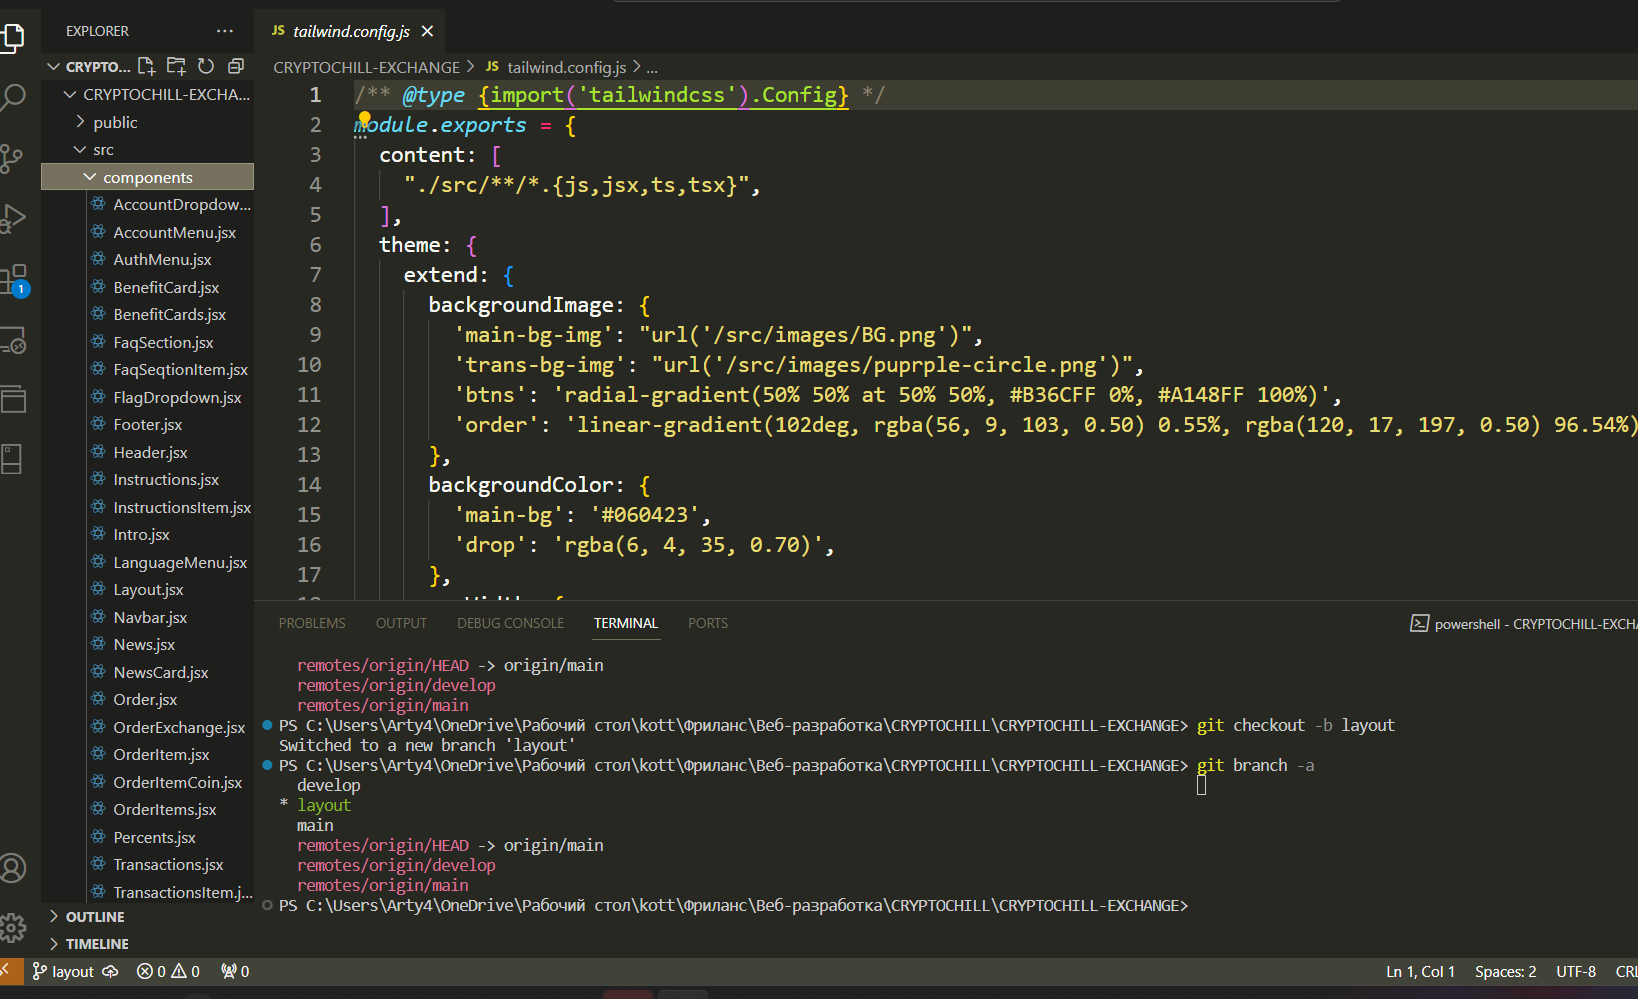 EXPLORER
CRYPTO...
CRYPTOCHILL-EXCHA...
public
src
components
AccountDropdow...
AccountMenu.jsx
AuthMenu.jsx
BenefitCard.jsx
BenefitCards.jsx
FaqSection.jsx
FaqSeqtionItem.jsx
FlagDropdown.jsx
Footer.jsx
Header.jsx
Instructions.jsx
InstructionsItem.jsx
Intro.jsx
LanguageMenu.jsx
Layout.jsx
Navbar.jsx
News.jsx
NewsCard.jsx
Order.jsx
OrderExchange.jsx
OrderItem.jsx
OrderItemCoin.jsx
OrderItems.jsx
Percents.jsx
Transactions.jsx
TransactionsItem.j...
OUTLINE
TIMELINE
1
JS tailwind.config.js
CRYPTOCHILL-EXCHANGE > JS tailwind.config.js > ...
1 /** @type {import('tailwindcss').Config} */
2 module.exports = {
3 content: [
4 "./src/**/*.{js,jsx,ts,tsx}",
5 ],
6 theme: {
7 extend: {
8 backgroundImage: {
9 'main-bg-img': "url('/src/images/BG.png')",
10 'trans-bg-img': "url('/src/images/puprple-circle.png')",
11 'btns': 'radial-gradient(50% 50% at 50% 50%, #B36CFF 0%, #A148FF 100%)',
12 'order': 'linear-gradient(102deg, rgba(56, 9, 103, 0.50) 0.55%, rgba(120, 17, 197, 0.50) 96.54%)
13 },
14 backgroundColor: {
15 'main-bg': '#060423',
16 'drop': 'rgba(6, 4, 35, 0.70)',
17 },
PROBLEMS OUTPUT DEBUG CONSOLE TERMINAL PORTS
powershell - CRYPTOCHILL-EXCHA
remotes/origin/HEAD -> origin/main
remotes/origin/develop
remotes/origin/main
PS C:\Users\Arty4\OneDrive\Рабочий стол\kott\Фриланс\Веб-разработка\CRYPTOCHILL\CRYPTOCHILL-EXCHANGE> git checkout -b layout
Switched to a new branch 'layout'
PS C:\Users\Arty4\OneDrive\Рабочий стол\kott\Фриланс\Веб-разработка\CRYPTOCHILL\CRYPTOCHILL-EXCHANGE> git branch -a
develop
* layout
main
remotes/origin/HEAD -> origin/main
remotes/origin/develop
remotes/origin/main
PS C:\Users\Arty4\OneDrive\Рабочий стол\kott\Фриланс\Веб-разработка\CRYPTOCHILL\CRYPTOCHILL-EXCHANGE>
layout 0 0 0
Ln 1, Col 1 Spaces: 2 UTF-8 CRL